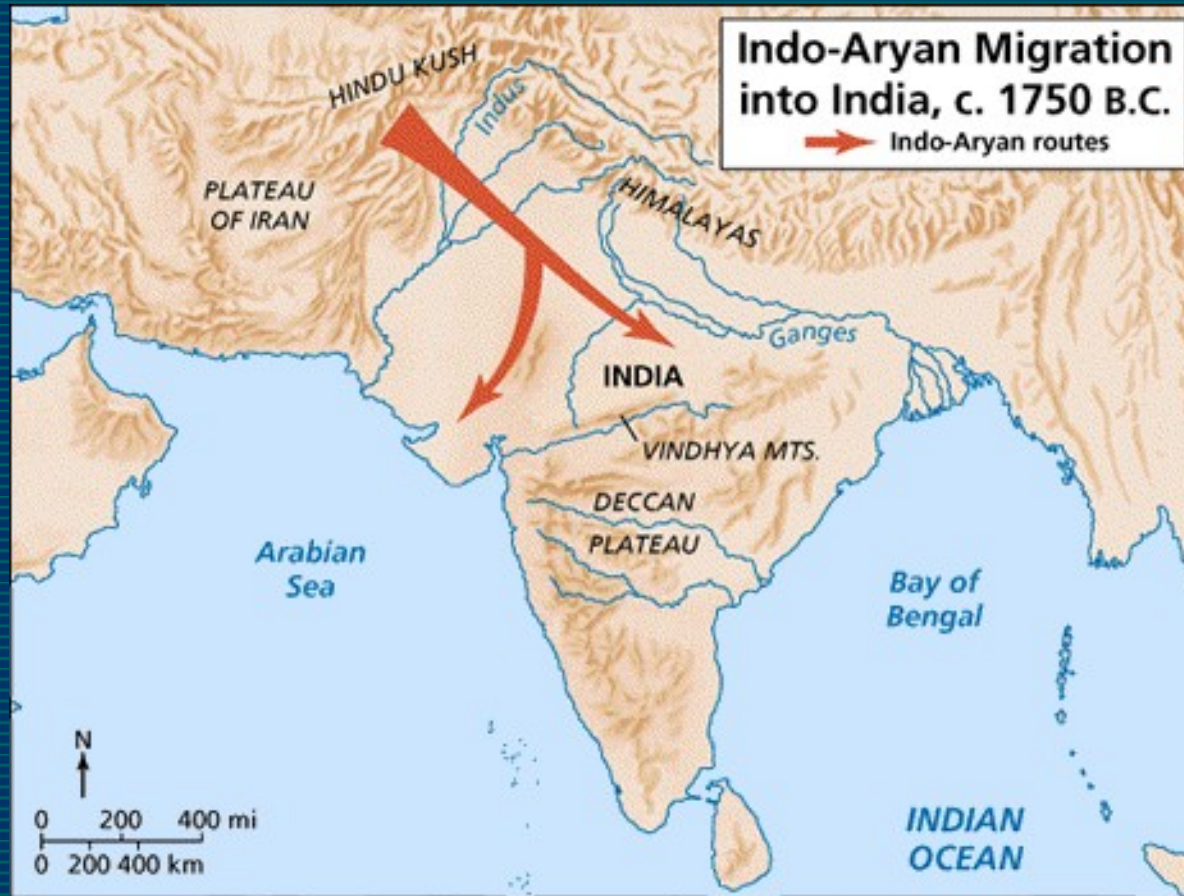 Indo-Aryan Migration
into India, c. 1750 B.C.
Indo-Aryan routes
HINDU KUSH
Indus
PLATEAU
OF IRAN
HIMALAYAS
Ganges
INDIA
VINDHYA MTS.
DECCAN
PLATEAU
Arabian
Sea
Bay of
Bengal
N
0 200 400 mi
0 200 400 km
INDIAN
OCEAN